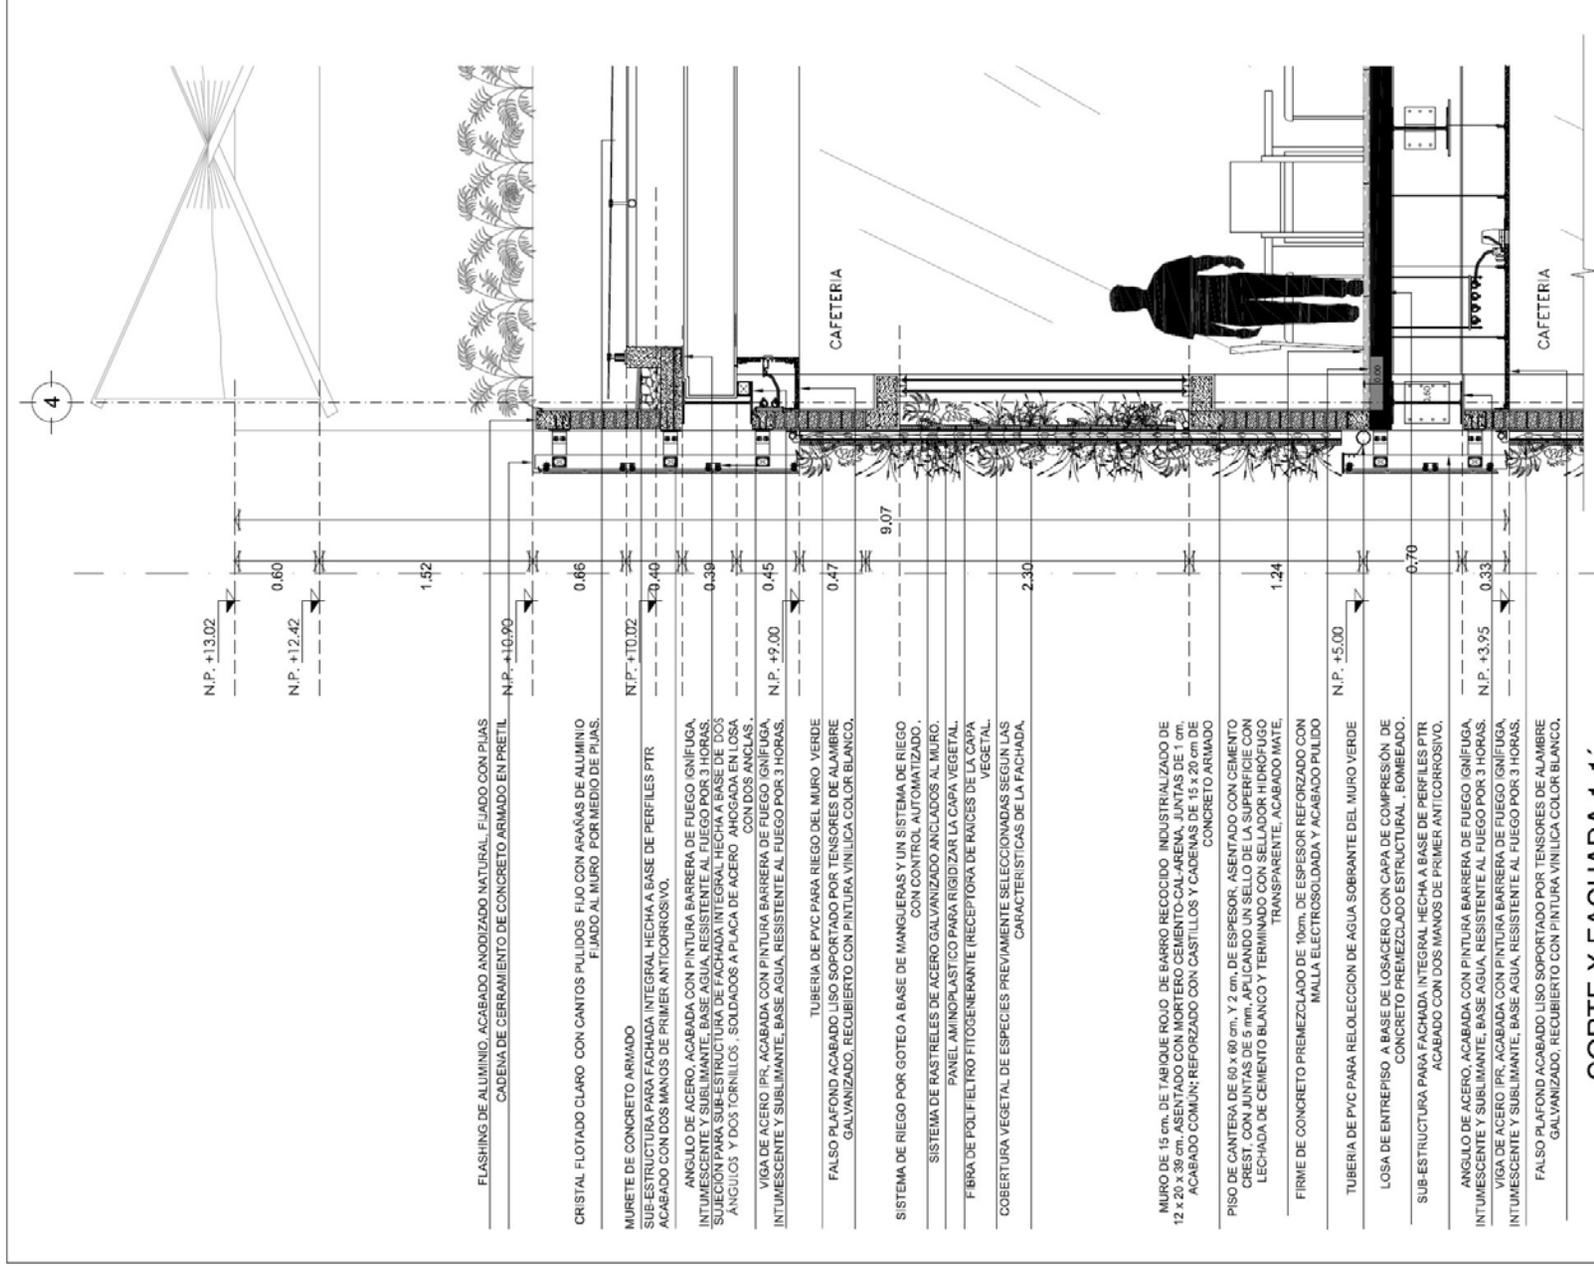 4
N.P. +13.02
N.P. +12.42
N.P. +10.90
N.P. +10.02
N.P. +9.00
N.P. +5.00
N.P. +3.95
0.60
1.52
0.66
0.40
0.39
0.45
0.47
2.30
1.24
0.70
0.33
9.07
CAFETERIA
CAFETERIA
0.00
0.60
FLASHING DE ALUMINIO, ACABADO ANODIZADO NATURAL, FIJADO CON PIJAS
CADENA DE CERRAMIENTO DE CONCRETO ARMADO EN PRETIL
CRISTAL FLOTADO CLARO CON CANTOS PULIDOS FIJO CON ARAÑAS DE ALUMINIO
FIJADO AL MURO POR MEDIO DE PIJAS.
MURETE DE CONCRETO ARMADO
SUB-ESTRUCTURA PARA FACHADA INTEGRAL HECHA A BASE DE PERFILES PTR
ACABADO CON DOS MANOS DE PRIMER ANTICORROSIVO.
ANGULO DE ACERO, ACABADA CON PINTURA BARRERA DE FUEGO IGNÍFUGA,
INTUMESCENTE Y SUBLIMANTE, BASE AGUA, RESISTENTE AL FUEGO POR 3 HORAS.
SUJECIÓN PARA SUB-ESTRUCTURA DE FACHADA INTEGRAL HECHA A BASE DE DOS
ÁNGULOS Y DOS TORNILLOS, SOLDADOS A PLACA DE ACERO AHOGADA EN LOSA
CON DOS ANCLAS.
VIGA DE ACERO IPR, ACABADA CON PINTURA BARRERA DE FUEGO IGNÍFUGA,
INTUMESCENTE Y SUBLIMANTE, BASE AGUA, RESISTENTE AL FUEGO POR 3 HORAS.
TUBERIA DE PVC PARA RIEGO DEL MURO VERDE
FALSO PLAFOND ACABADO LISO SOPORTADO POR TENSORES DE ALAMBRE
GALVANIZADO, RECUBIERTO CON PINTURA VINILICA COLOR BLANCO.
SISTEMA DE RIEGO POR GOTEO A BASE DE MANGUERAS Y UN SISTEMA DE RIEGO
CON CONTROL AUTOMATIZADO.
SISTEMA DE RASTRELES DE ACERO GALVANIZADO ANCLADOS AL MURO.
PANEL AMINOPLASTICO PARA RIGIDIZAR LA CAPA VEGETAL.
FIBRA DE POLIFIELTRO FITOGENERANTE (RECEPTORA DE RAICES DE LA CAPA
VEGETAL.
COBERTURA VEGETAL DE ESPECIES PREVIAMENTE SELECCIONADAS SEGUN LAS
CARACTERISTICAS DE LA FACHADA.
MURO DE 15 cm. DE TABIQUE ROJO DE BARRO RECOCIDO INDUSTRIALIZADO DE
12 x 20 x 39 cm. ASENTADO CON MORTERO CEMENTO-CAL-ARENA, JUNTAS DE 1 cm.
ACABADO COMÚN; REFORZADO CON CASTILLOS Y CADENAS DE 15 x 20 cm DE
CONCRETO ARMADO
PISO DE CANTERA DE 60 x 60 cm. Y 2 cm. DE ESPESOR, ASENTADO CON CEMENTO
CREST, CON JUNTAS DE 5 mm. APLICANDO UN SELLO DE LA SUPERFICIE CON
LECHADA DE CEMENTO BLANCO Y TERMINADO CON SELLADOR HIDRÓFUGO
TRANSPARENTE, ACABADO MATE.
FIRME DE CONCRETO PREMEZCLADO DE 10cm. DE ESPESOR REFORZADO CON
MALLA ELECTROSOLDADA Y ACABADO PULIDO
TUBERIA DE PVC PARA RELOLECCION DE AGUA SOBRANTE DEL MURO VERDE
LOSA DE ENTREPISO A BASE DE LOSACERO CON CAPA DE COMPRESIÓN DE
CONCRETO PREMEZCLADO ESTRUCTURAL, BOMBEADO.
SUB-ESTRUCTURA PARA FACHADA INTEGRAL HECHA A BASE DE PERFILES PTR
ACABADO CON DOS MANOS DE PRIMER ANTICORROSIVO.
ANGULO DE ACERO, ACABADA CON PINTURA BARRERA DE FUEGO IGNÍFUGA,
INTUMESCENTE Y SUBLIMANTE, BASE AGUA, RESISTENTE AL FUEGO POR 3 HORAS.
VIGA DE ACERO IPR, ACABADA CON PINTURA BARRERA DE FUEGO IGNÍFUGA,
INTUMESCENTE Y SUBLIMANTE, BASE AGUA, RESISTENTE AL FUEGO POR 3 HORAS.
FALSO PLAFOND ACABADO LISO SOPORTADO POR TENSORES DE ALAMBRE
GALVANIZADO, RECUBIERTO CON PINTURA VINILICA COLOR BLANCO.